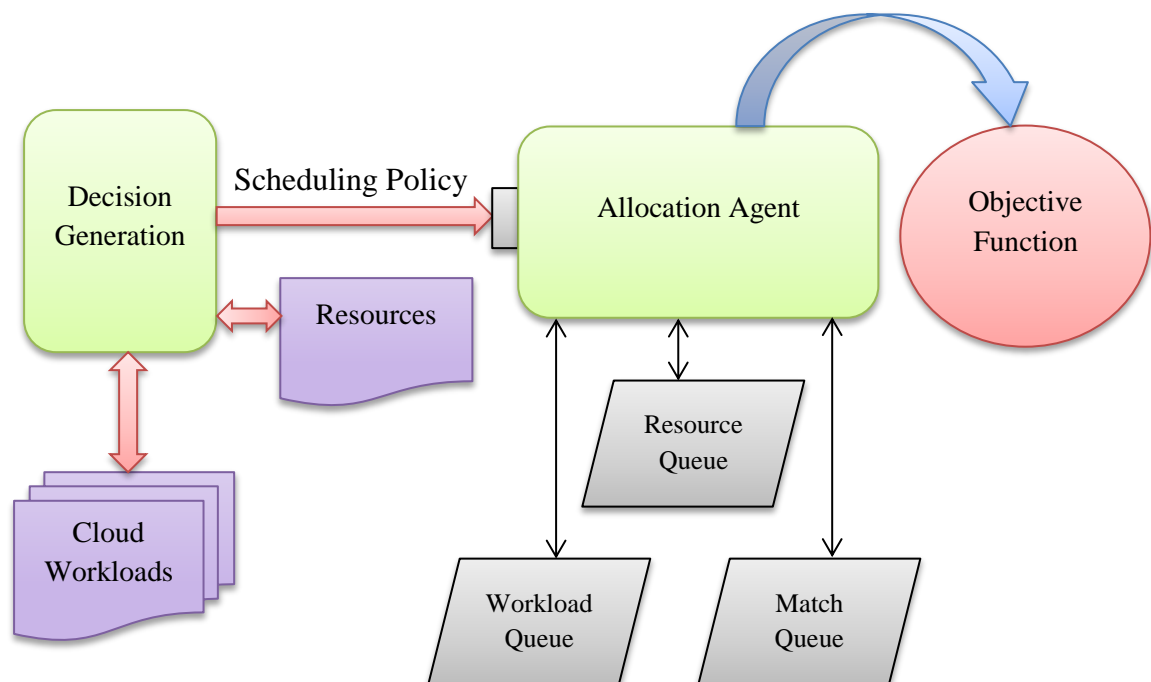 Decision
Generation
Scheduling Policy
Allocation Agent
Objective
Function
Resources
Resource
Queue
Cloud
Workloads
Workload
Queue
Match
Queue